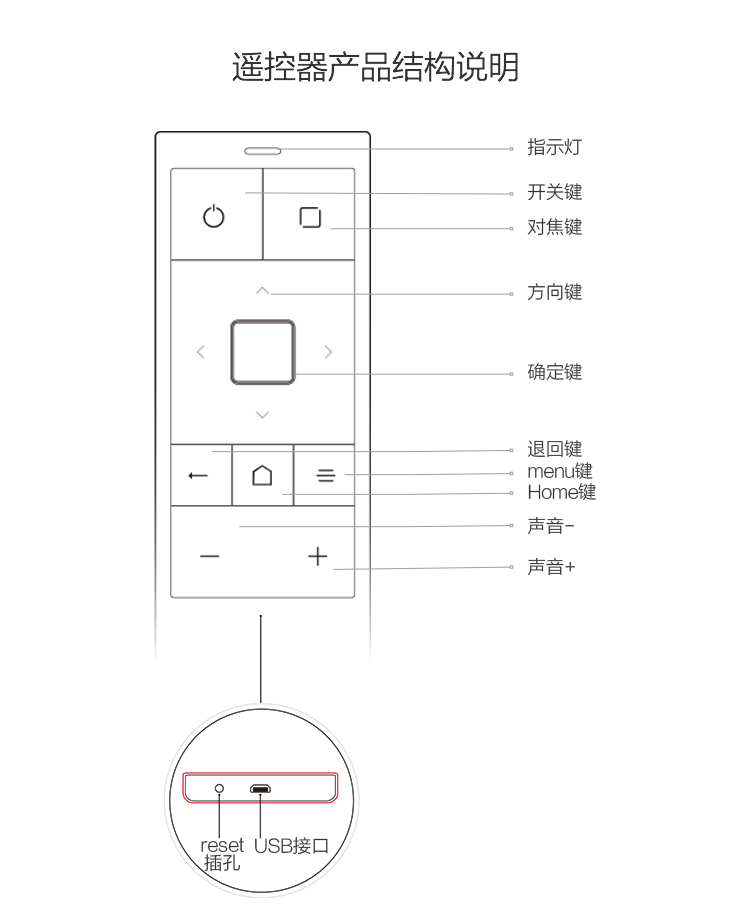 遥控器产品结构说明
指示灯
开关键
对焦键
方向键
确定键
退回键
menu键
Home键
声音-
声音+
reset USB接口
插孔